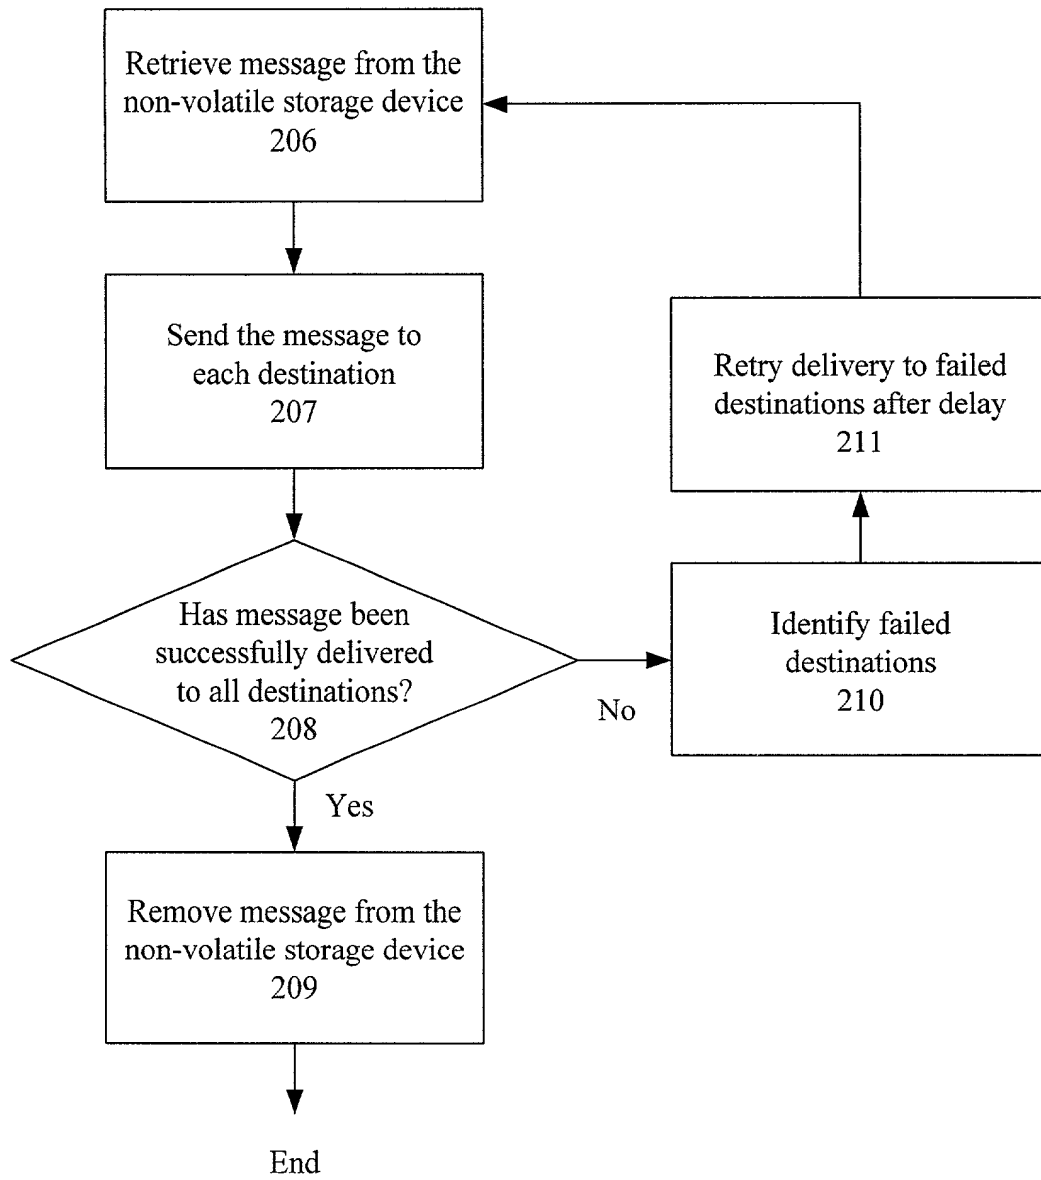 Retrieve message from the
non-volatile storage device
206
Send the message to
each destination
207
Has message been
successfully delivered
to all destinations?
208
No
Yes
Identify failed
destinations
210
Retry delivery to failed
destinations after delay
211
Remove message from the
non-volatile storage device
209
End